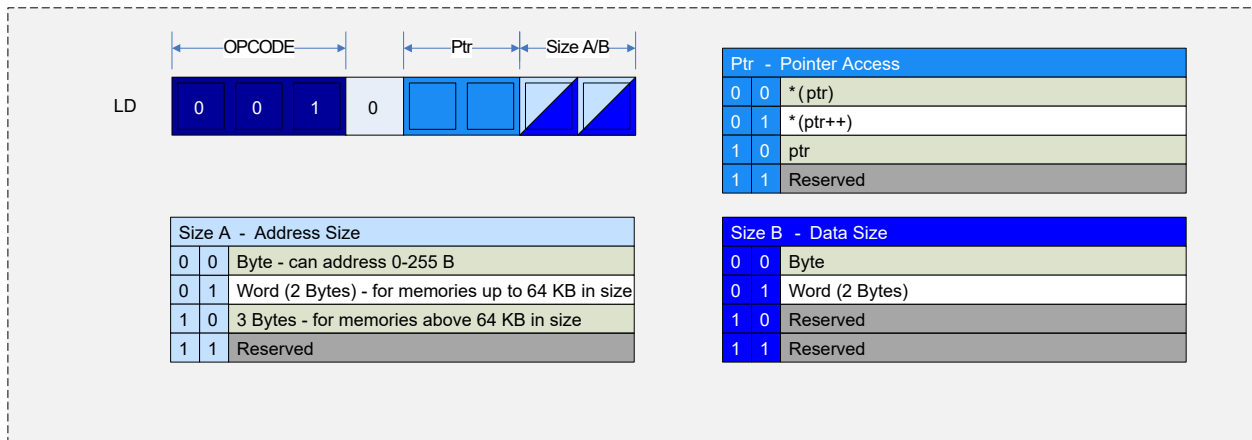 OPCODE Ptr Size A/B
LD 0 0 1 0
Ptr - Pointer Access
0 0 *(ptr)
0 1 *(ptr++)
1 0 ptr
1 1 Reserved
Size A - Address Size
0 0 Byte - can address 0-255 B
0 1 Word (2 Bytes) - for memories up to 64 KB in size
1 0 3 Bytes - for memories above 64 KB in size
1 1 Reserved
Size B - Data Size
0 0 Byte
0 1 Word (2 Bytes)
1 0 Reserved
1 1 Reserved